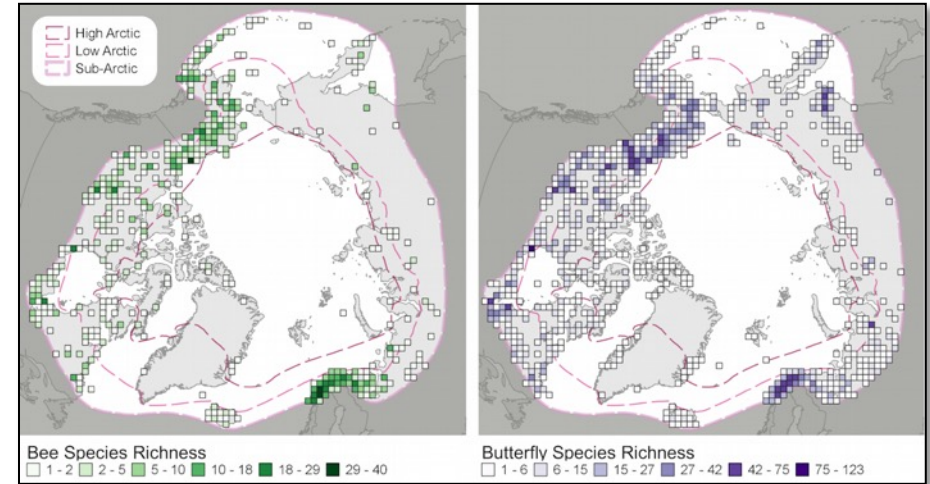 High Arctic
Low Arctic
Sub-Arctic
Bee Species Richness
1 - 2 2 - 5 5 - 10 10 - 18 18 - 29 29 - 40
Butterfly Species Richness
1 - 6 6 - 15 15 - 27 27 - 42 42 - 75 75 - 123